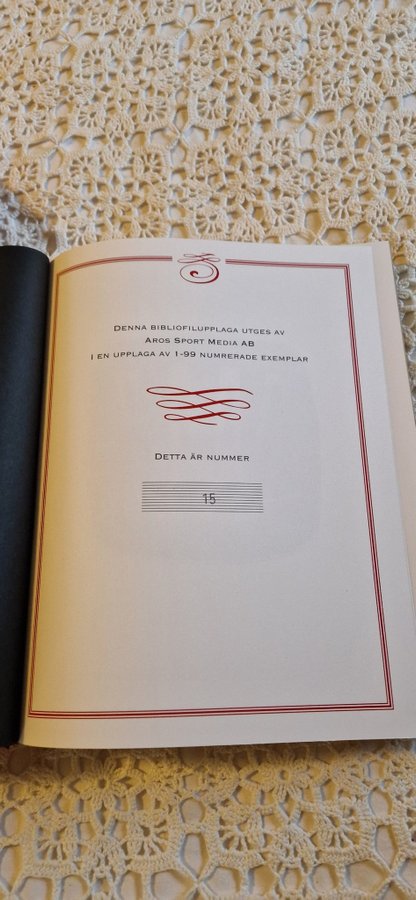 DENNA BIBLIOFILUPPLAGA UTGES AV
AROS SPORT MEDIA AB
I EN UPPLAGA AV 1-99 NUMRERADE EXEMPLAR
DETTA ÄR NUMMER
15